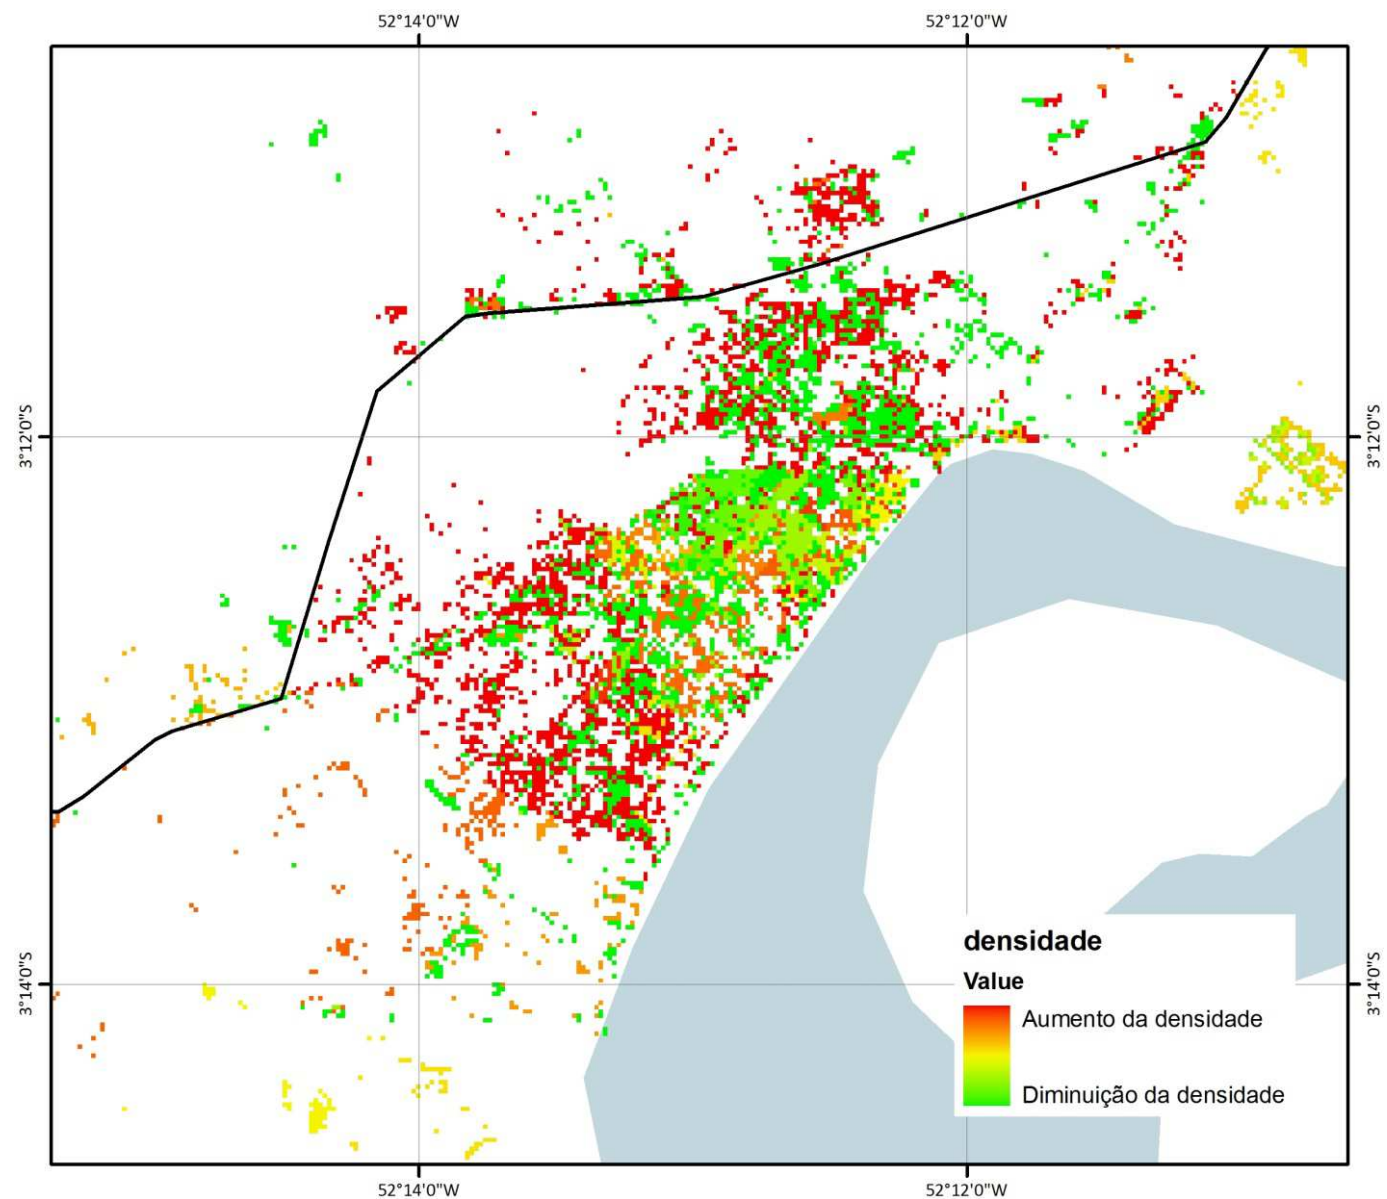 52°14'0"W
52°12'0"W
3°12'0"S
3°12'0"S
densidade
Value
Aumento da densidade
Diminuição da densidade
3°14'0"S
3°14'0"S
52°14'0"W
52°12'0"W